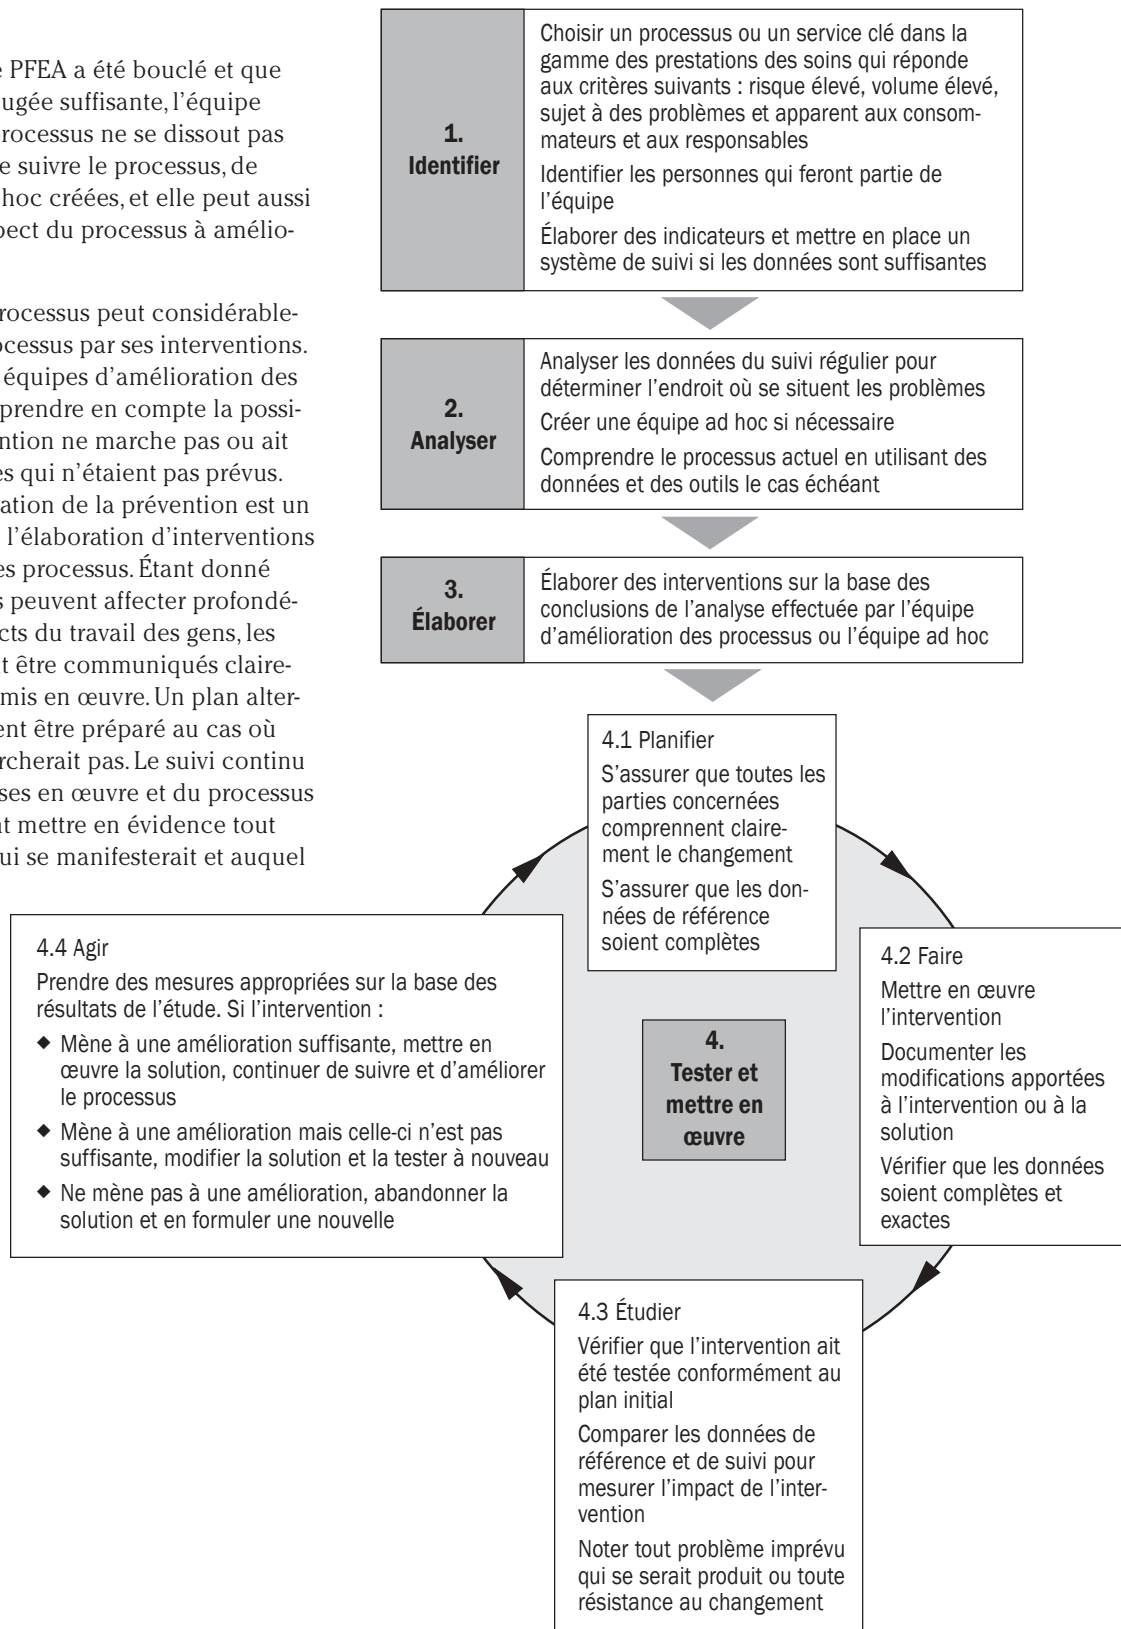 e PFEA a été bouclé et que
ugée suffisante, l'équipe
rocessus ne se dissout pas
e suivre le processus, de
hoc créées, et elle peut aussi
pect du processus à amélio-
rocessus peut considérable-
ocessus par ses interventions.
équipes d'amélioration des
prendre en compte la possi-
ention ne marche pas ou ait
es qui n'étaient pas prévus.
ation de la prévention est un
l'élaboration d'interventions
es processus. Étant donné
s peuvent affecter profondé-
cts du travail des gens, les
t être communiqués claire-
mis en œuvre. Un plan alter-
ent être préparé au cas où
rcherait pas. Le suivi continu
ses en œuvre et du processus
nt mettre en évidence tout
ui se manifesterait et auquel
1.
Identifier
Choisir un processus ou un service clé dans la
gamme des prestations des soins qui réponde
aux critères suivants : risque élevé, volume élevé,
sujet à des problèmes et apparent aux consom-
mateurs et aux responsables
Identifier les personnes qui feront partie de
l'équipe
Élaborer des indicateurs et mettre en place un
système de suivi si les données sont suffisantes
2.
Analyser
Analyser les données du suivi régulier pour
déterminer l'endroit où se situent les problèmes
Créer une équipe ad hoc si nécessaire
Comprendre le processus actuel en utilisant des
données et des outils le cas échéant
3.
Élaborer
Élaborer des interventions sur la base des
conclusions de l'analyse effectuée par l'équipe
d'amélioration des processus ou l'équipe ad hoc
4.
Tester et
mettre en
œuvre
4.1 Planifier
S'assurer que toutes les
parties concernées
comprennent claire-
ment le changement
S'assurer que les don-
nées de référence
soient complètes
4.2 Faire
Mettre en œuvre
l'intervention
Documenter les
modifications apportées
à l'intervention ou à la
solution
Vérifier que les données
soient complètes et
exactes
4.3 Étudier
Vérifier que l'intervention ait
été testée conformément au
plan initial
Comparer les données de
référence et de suivi pour
mesurer l'impact de l'inter-
vention
Noter tout problème imprévu
qui se serait produit ou toute
résistance au changement
4.4 Agir
Prendre des mesures appropriées sur la base des
résultats de l'étude. Si l'intervention :
◆ Mène à une amélioration suffisante, mettre en
œuvre la solution, continuer de suivre et d'améliorer
le processus
◆ Mène à une amélioration mais celle-ci n'est pas
suffisante, modifier la solution et la tester à nouveau
◆ Ne mène pas à une amélioration, abandonner la
solution et en formuler une nouvelle